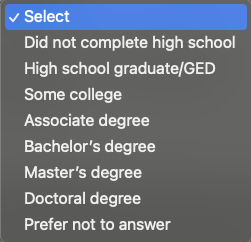 Select
Did not complete high school
High school graduate/GED
Some college
Associate degree
Bachelor’s degree
Master’s degree
Doctoral degree
Prefer not to answer